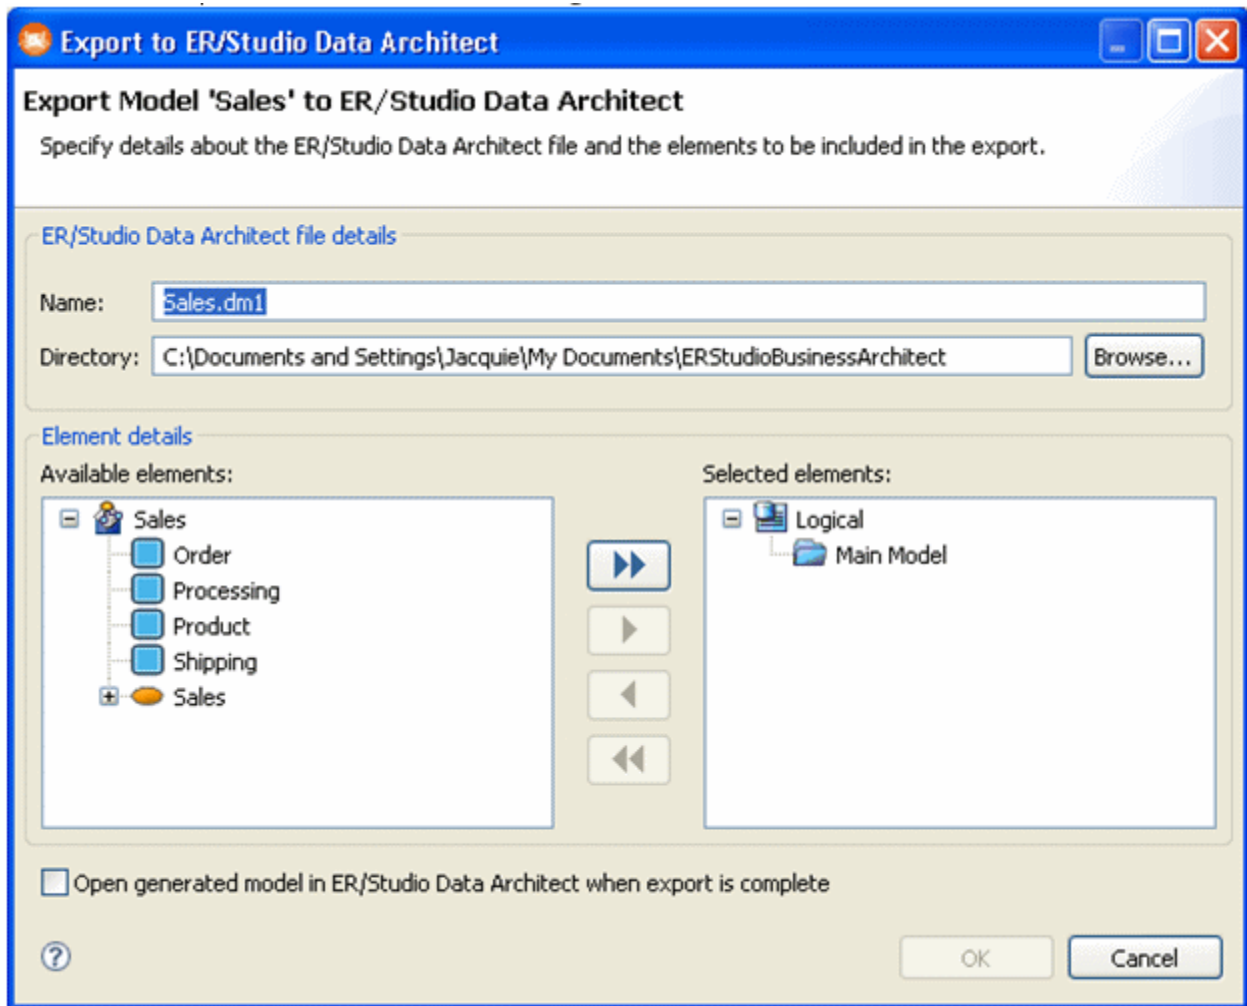 Export to ER/Studio Data Architect
Export Model 'Sales' to ER/Studio Data Architect
Specify details about the ER/Studio Data Architect file and the elements to be included in the export.
ER/Studio Data Architect file details
Name: Sales.dm1
Directory: C:\Documents and Settings\Jacquie\My Documents\ERStudioBusinessArchitect Browse...
Element details
Available elements: Selected elements:
Sales Logical
Order Main Model
Processing
Product
Shipping
Sales
Open generated model in ER/Studio Data Architect when export is complete
OK Cancel